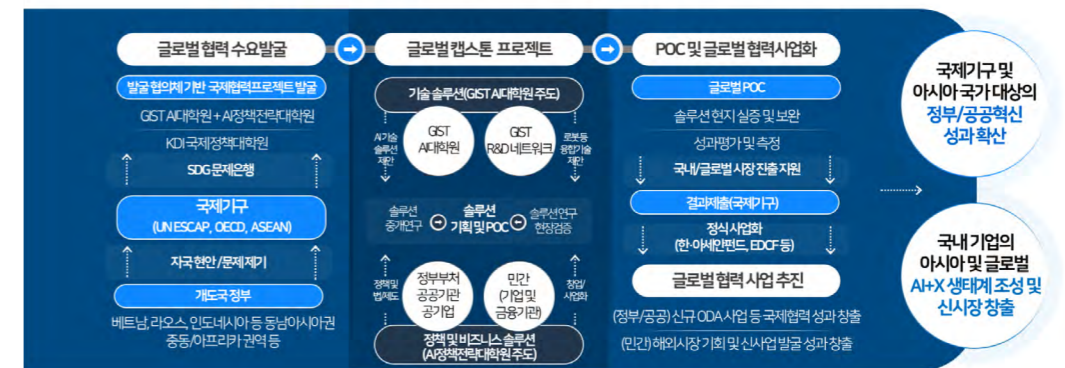 글로벌 협력 수요발굴
발굴 협의체 기반 국제협력프로젝트 발굴
GIST AI대학원 + AI정책전략대학원
KDI 국제정책대학원
SDG 문제은행
국제기구
(UN ESCAP, OECD, ASEAN)
자국 현안/문제 제기
개도국 정부
베트남, 라오스, 인도네시아 등 동남아시아권
중동/아프리카 권역 등
글로벌 캡스톤 프로젝트
기술 솔루션(GIST AI대학원 주도)
AI기술
솔루션
제안
GIST
AI대학원
GIST
R&D 네트워크
로봇 등
융합기술
제안
솔루션
중개연구
솔루션
기획 및 POC
솔루션연구
현장검증
정책 및
법/제도
정부부처
공공기관
공기업
민간
(기업 및
금융기관)
창업/
사업화
정책 및 비즈니스 솔루션
(AI정책전략대학원 주도)
POC 및 글로벌 협력사업화
글로벌 POC
솔루션 현지 실증 및 보완
성과평가 및 측정
국내/글로벌 시장 진출 지원
결과제출(국제기구)
정식 사업화
(한·아세안펀드, EDCF 등)
글로벌 협력 사업 추진
(정부/공공) 신규 ODA 사업 등 국제협력 성과 창출
(민간) 해외시장 기회 및 신사업 발굴 성과 창출
국제기구 및
아시아 국가 대상의
정부/공공혁신
성과 확산
국내 기업의
아시아 및 글로벌
AI+X 생태계 조성 및
신시장 창출